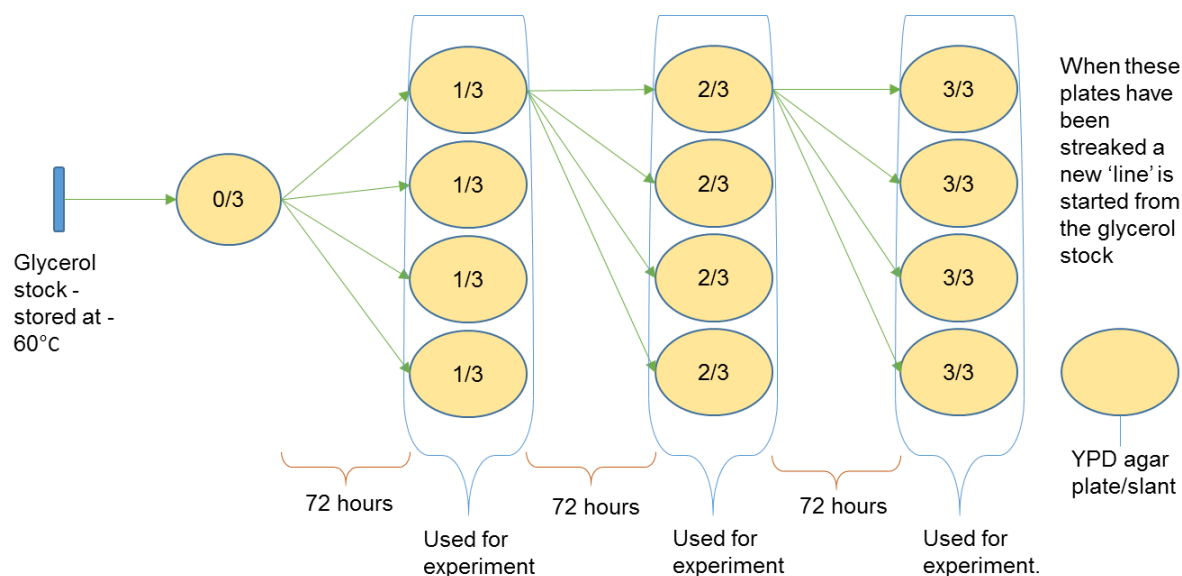 Glycerol
stock -
stored at -
60°C
0/3
1/3
1/3
1/3
1/3
2/3
2/3
2/3
2/3
3/3
3/3
3/3
3/3
72 hours
72 hours
72 hours
Used for
experiment
Used for
experiment
Used for
experiment.
When these
plates have
been
streaked a
new ‘line’ is
started from
the glycerol
stock
YPD agar
plate/slant